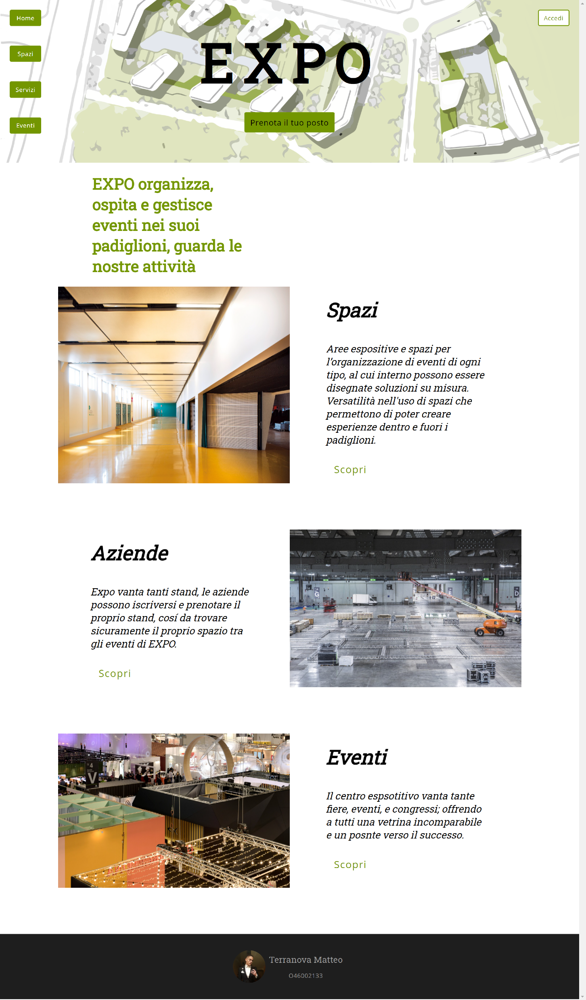 Home
Accedi
EXPO
Spazi
Servizi
Prenota il tuo posto
Eventi
EXPO organizza,
ospita e gestisce
eventi nei suoi
padiglioni, guarda le
nostre attività
Spazi
Aree espositive e spazi per
l'organizzazione di eventi di ogni
tipo, al cui interno possono essere
disegnate soluzioni su misura.
Versatilità nell'uso di spazi che
permettono di poter creare
esperienze dentro e fuori i
padiglioni.
Scopri
Aziende
Expo vanta tanti stand, le aziende
possono iscriversi e prenotare il
proprio stand, cosí da trovare
sicuramente il proprio spazio tra
gli eventi di EXPO.
Scopri
14
G
14
E
14
D
4
V
Eventi
Il centro espsotitivo vanta tante
fiere, eventi, e congressi; offrendo
a tutti una vetrina incomparabile
e un posnte verso il successo.
Scopri
Terranova Matteo
O46002133